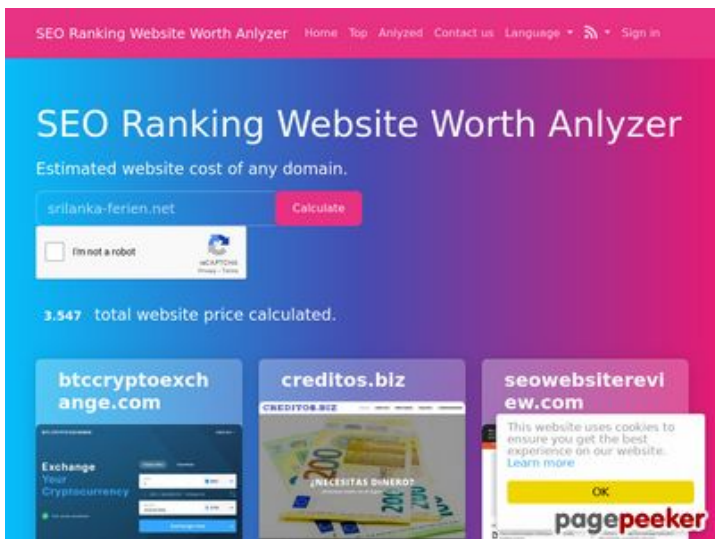 SEO Ranking Website Worth Anlyzer Home Top Anlyzed Contact us Language Sign in
SEO Ranking Website Worth Anlyzer
Estimated website cost of any domain.
srilanka-ferien.net Calculate
I'm not a robot
reCAPTCHA
Privacy - Terms
3.547 total website price calculated.
btccryptoexch
ange.com
creditos.biz
seowebsiterevi
ew.com
CREDITOS.BIZ
Exchange
Your
Cryptocurrency
Exchange now
¿NECESITAS DINERO?
This website uses cookies to
ensure you get the best
experience on our website.
Learn more
OK
pagepeeker